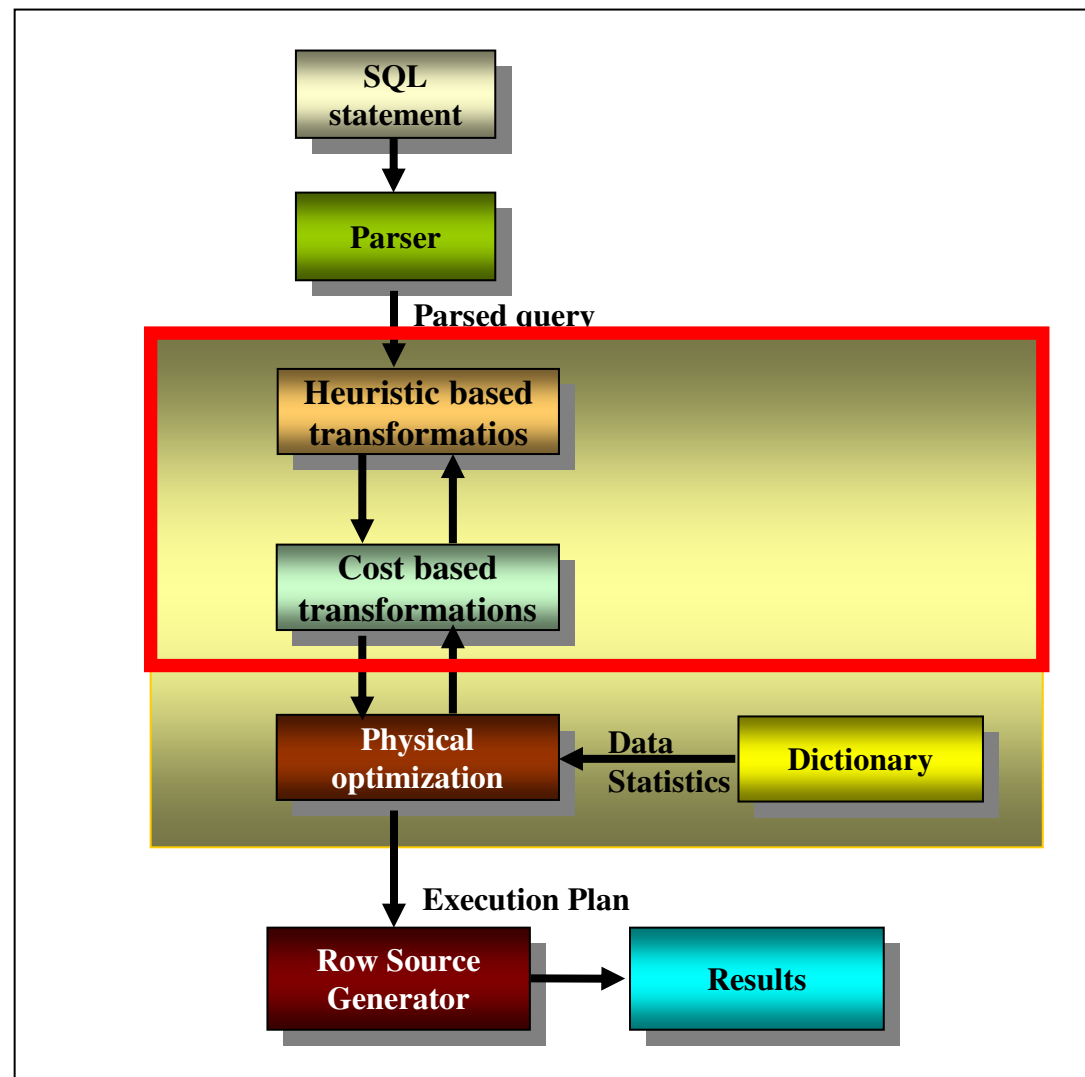 SQL
statement
Parser
Parsed query
Heuristic based
transformatios
Cost based
transformations
Physical
optimization
Data
Statistics
Dictionary
Execution Plan
Row Source
Generator
Results